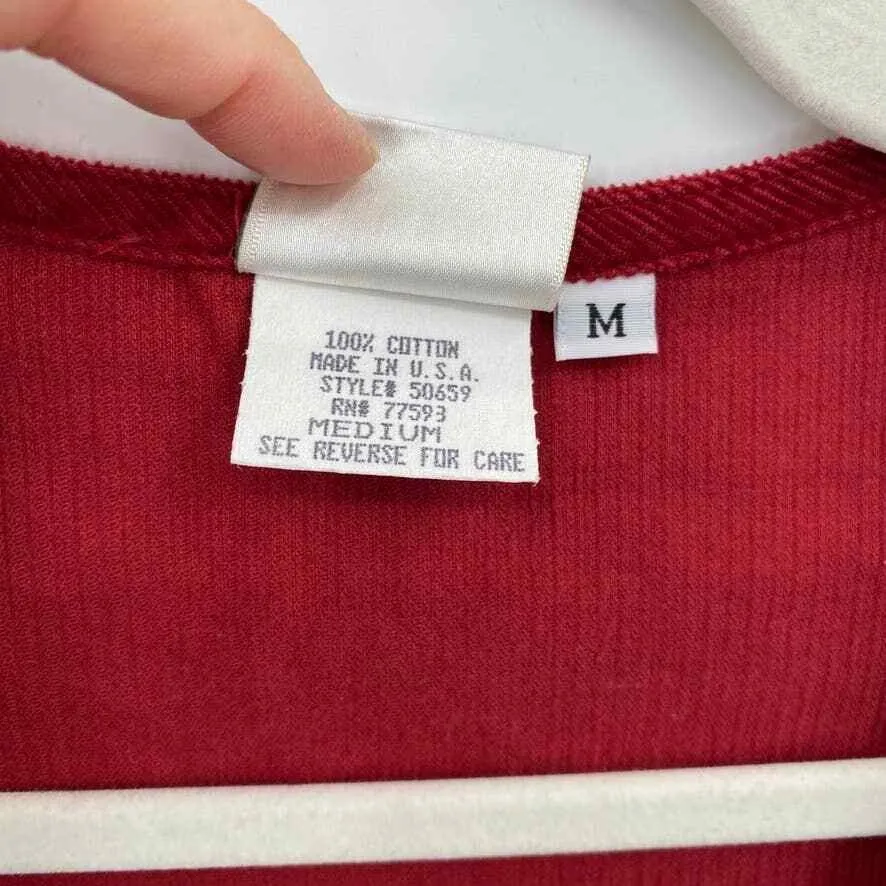 100% COTTON
MADE IN U.S.A.
STYLE# 50659
RN# 77593
MEDIUM
SEE REVERSE FOR CARE
M